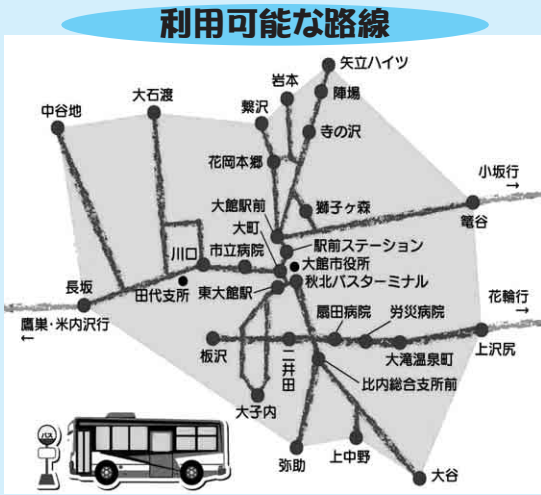 利用可能な路線
矢立ハイツ
岩本
陣場
大石渡
中谷地
繋沢
寺の沢
花岡本郷
小坂行
→
大館駅前
獅子ヶ森
籠谷
大町
駅前ステーション
川口
市立病院
大館市役所
秋北バスターミナル
長坂
田代支所
東大館駅
花輪行
→
鷹巣・米内沢行
←
扇田病院
労災病院
板沢
二井田
大滝温泉町
上沢尻
比内総合支所前
大子内
バス
弥助
上中野
大谷